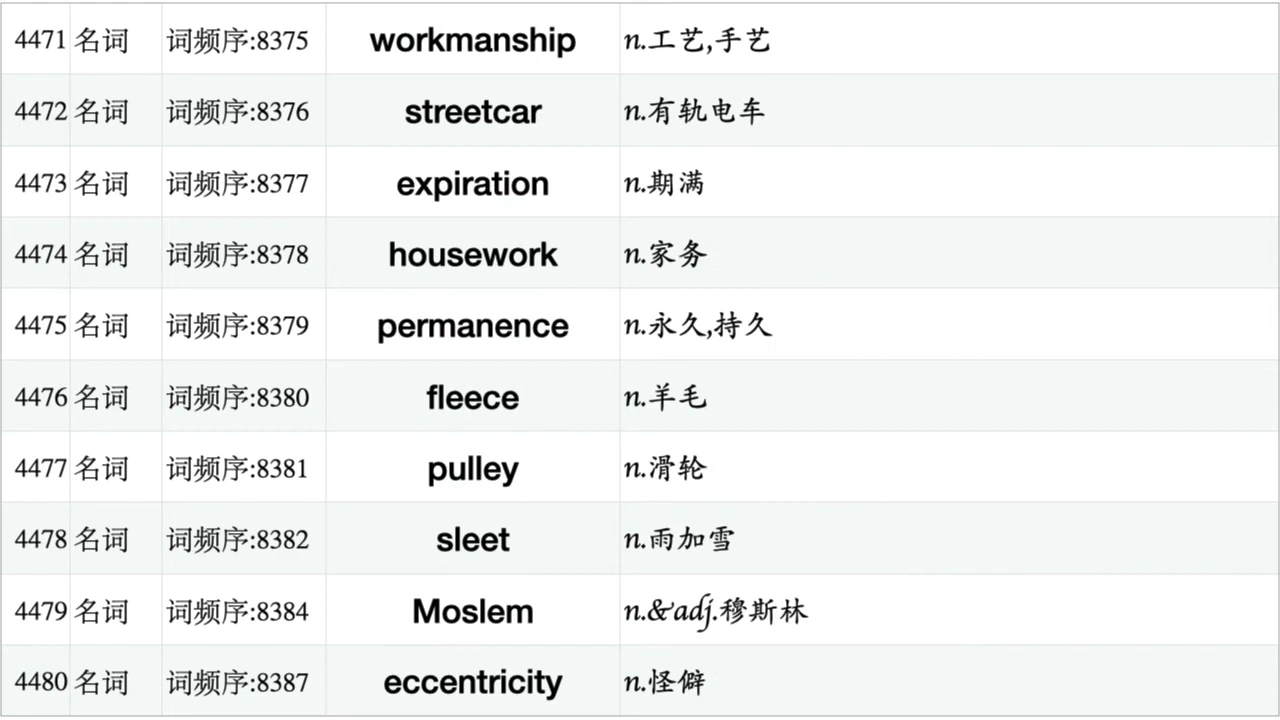 4471 名词 词频序:8375 workmanship n.工艺,手艺
4472 名词 词频序:8376 streetcar n.有轨电车
4473 名词 词频序:8377 expiration n.期满
4474 名词 词频序:8378 housework n.家务
4475 名词 词频序:8379 permanence n.永久,持久
4476 名词 词频序:8380 fleece n.羊毛
4477 名词 词频序:8381 pulley n.滑轮
4478 名词 词频序:8382 sleet n.雨加雪
4479 名词 词频序:8384 Moslem n.&adj.穆斯林
4480 名词 词频序:8387 eccentricity n.怪僻